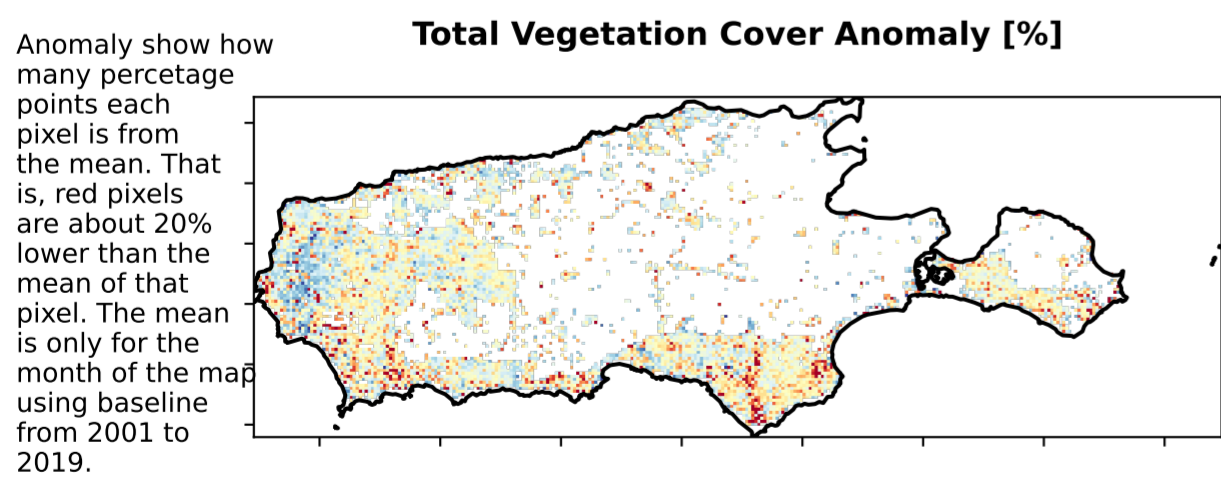 Total Vegetation Cover Anomaly [%]
Anomaly show how
many percetage
points each
pixel is from
the mean. That
is, red pixels
are about 20%
lower than the
mean of that
pixel. The mean
is only for the
month of the map
using baseline
from 2001 to
2019.